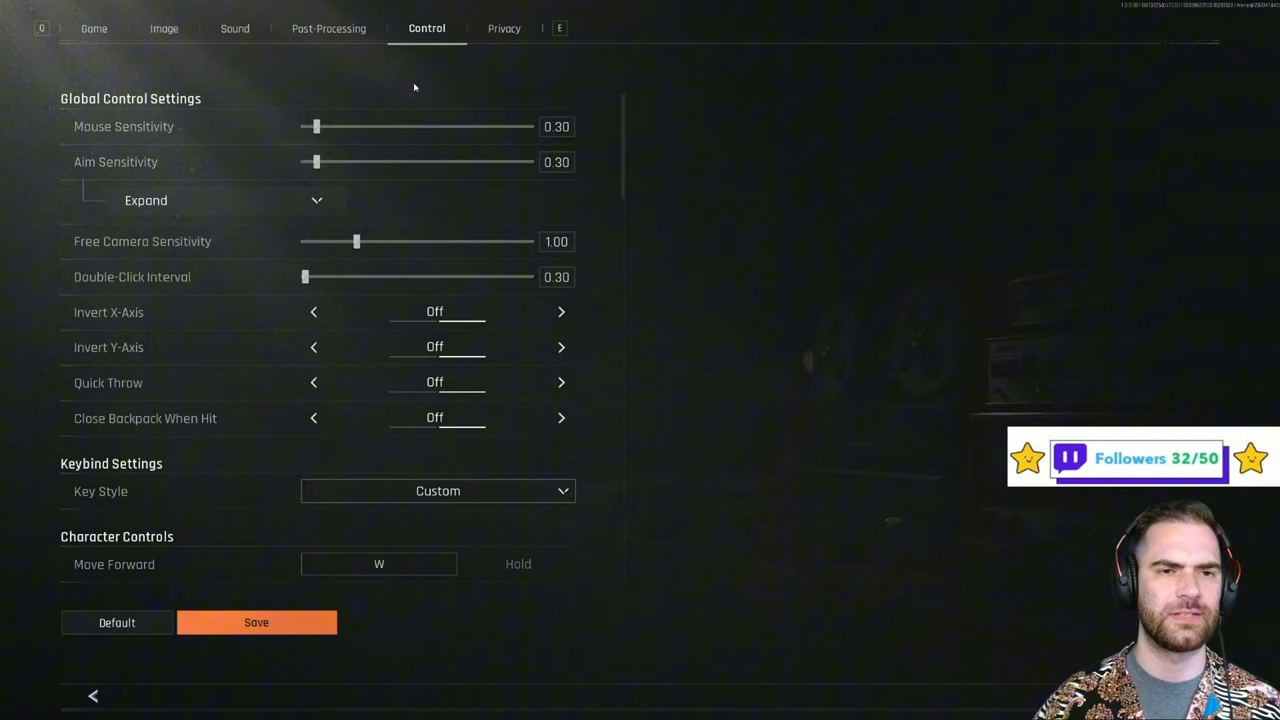 Q Game Image Sound Post-Processing Control Privacy E
Global Control Settings
Mouse Sensitivity 0.30
Aim Sensitivity 0.30
Expand
Free Camera Sensitivity 1.00
Double-Click Interval 0.30
Invert X-Axis Off
Invert Y-Axis Off
Quick Throw Off
Close Backpack When Hit Off
Followers 32/50
Keybind Settings
Key Style Custom
Character Controls
Move Forward W Hold
Default Save